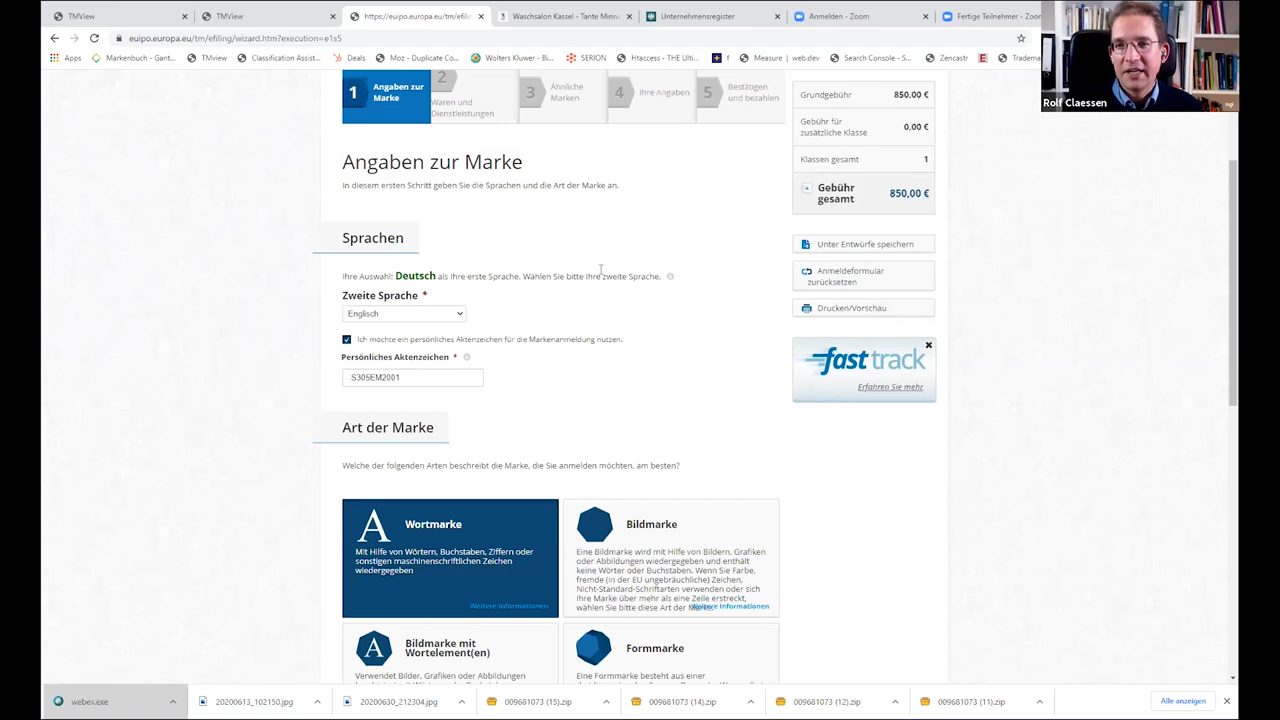 TMView
TMView
https://euipo.europa.eu/tm/efilin
Waschsalon Kassel - Tante Minna
Unternehmensregister
Anmelden - Zoom
Fertige Teilnehmer - Zoom
euipo.europa.eu/tm/efiling/wizard.htm?execution=e1s5
Apps
Markenbuch - Gant...
TMView
Classification Assist...
Deals
Moz - Duplicate Co...
Wolters Kluwer - Bi...
SERION
Htaccess - THE Ulti...
f
Measure | web.dev
Search Console - S...
Zencastr
Tradema
Rolf Claessen
1
Angaben zur
Marke
2
Waren und
Dienstleistungen
3
Ähnliche
Marken
4
Ihre Angaben
5
Bestätigen
und bezahlen
Grundgebühr 850,00 €
Gebühr für
zusätzliche Klasse 0,00 €
Klassen gesamt 1
Gebühr
gesamt 850,00 €
Angaben zur Marke
In diesem ersten Schritt geben Sie die Sprachen und die Art der Marke an.
Unter Entwürfe speichern
Anmeldeformular
zurücksetzen
Drucken/Vorschau
fast track
Erfahren Sie mehr
Sprachen
Ihre Auswahl: Deutsch als Ihre erste Sprache. Wählen Sie bitte Ihre zweite Sprache.
Zweite Sprache *
Englisch
Ich möchte ein persönliches Aktenzeichen für die Markenanmeldung nutzen.
Persönliches Aktenzeichen *
S305EM2001
Art der Marke
Welche der folgenden Arten beschreibt die Marke, die Sie anmelden möchten, am besten?
A
Wortmarke
Mit Hilfe von Wörtern, Buchstaben, Ziffern oder
sonstigen maschinenschriftlichen Zeichen
wiedergegeben
Weitere Informationen
Bildmarke
Eine Bildmarke wird mit Hilfe von Bildern, Grafiken
oder Abbildungen wiedergegeben und enthält
keine Wörter oder Buchstaben. Wenn Sie Farbe,
fremde (in der EU ungebräuchliche) Zeichen,
Nicht-Standard-Schriftarten verwenden oder sich
Ihre Marke über mehr als eine Zeile erstreckt,
wählen Sie bitte diese Art der Marke.
Weitere Informationen
A
Bildmarke mit
Wortelement(en)
Verwendet Bilder, Grafiken oder Abbildungen
Formmarke
Eine Formmarke besteht aus einer
webex.exe
20200613_102150.jpg
20200630_212304.jpg
009681073 (15).zip
009681073 (14).zip
009681073 (12).zip
009681073 (11).zip
Alle anzeigen